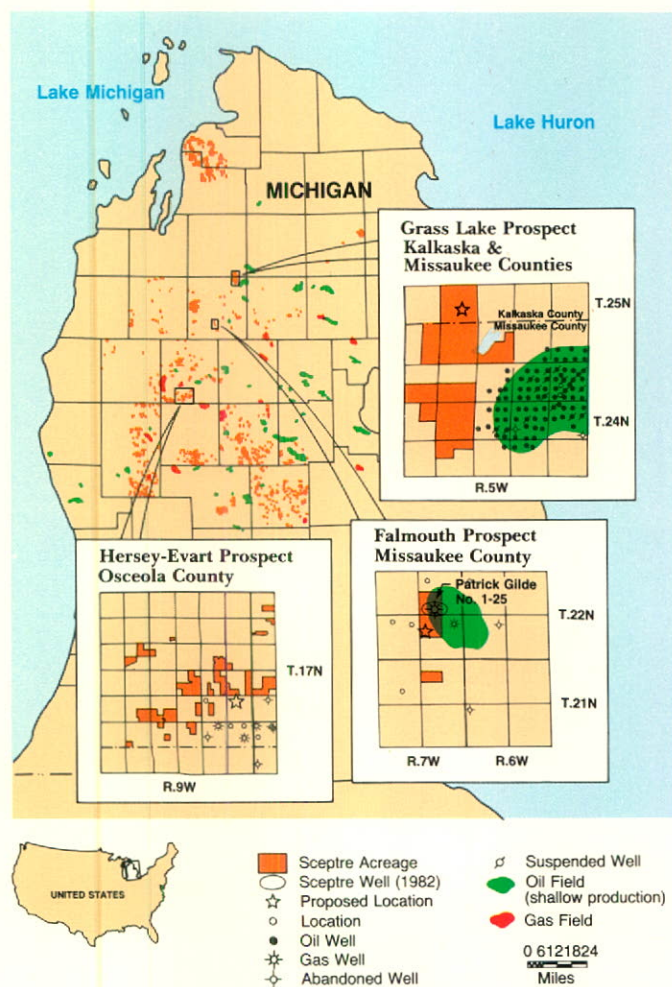 Lake Michigan
Lake Huron
MICHIGAN
Grass Lake Prospect
Kalkaska &
Missaukee Counties
T.25N
Kalkaska County
Missaukee County
T.24N
R.5W
Hersey-Evart Prospect
Osceola County
T.17N
R.9W
Falmouth Prospect
Missaukee County
Patrick Gilde
No. 1-25
T.22N
T.21N
R.7W R.6W
UNITED STATES
Sceptre Acreage
Sceptre Well (1982)
Proposed Location
Location
Oil Well
Gas Well
Abandoned Well
Suspended Well
Oil Field
(shallow production)
Gas Field
0 6121824
Miles